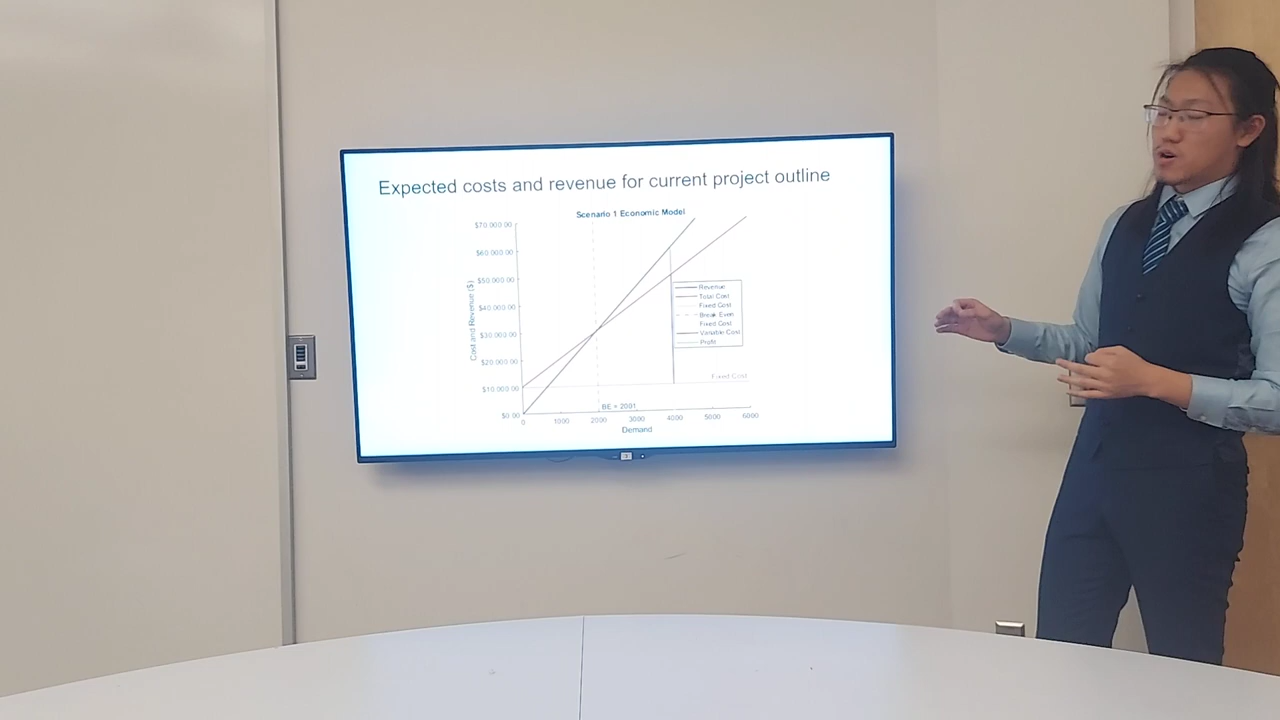 Expected costs and revenue for current project outline
Scenario 1 Economic Model
$70 000.00
$60 000.00
$50 000.00
$40 000.00
$30 000.00
$20 000.00
$10 000.00
$0.00
Cost and Revenue ($)
Revenue
Total Cost
Fixed Cost
Break Even
Fixed Cost
Variable Cost
Profit
Fixed Cost
BE = 2001
0 1000 2000 3000 4000 5000 6000
Demand